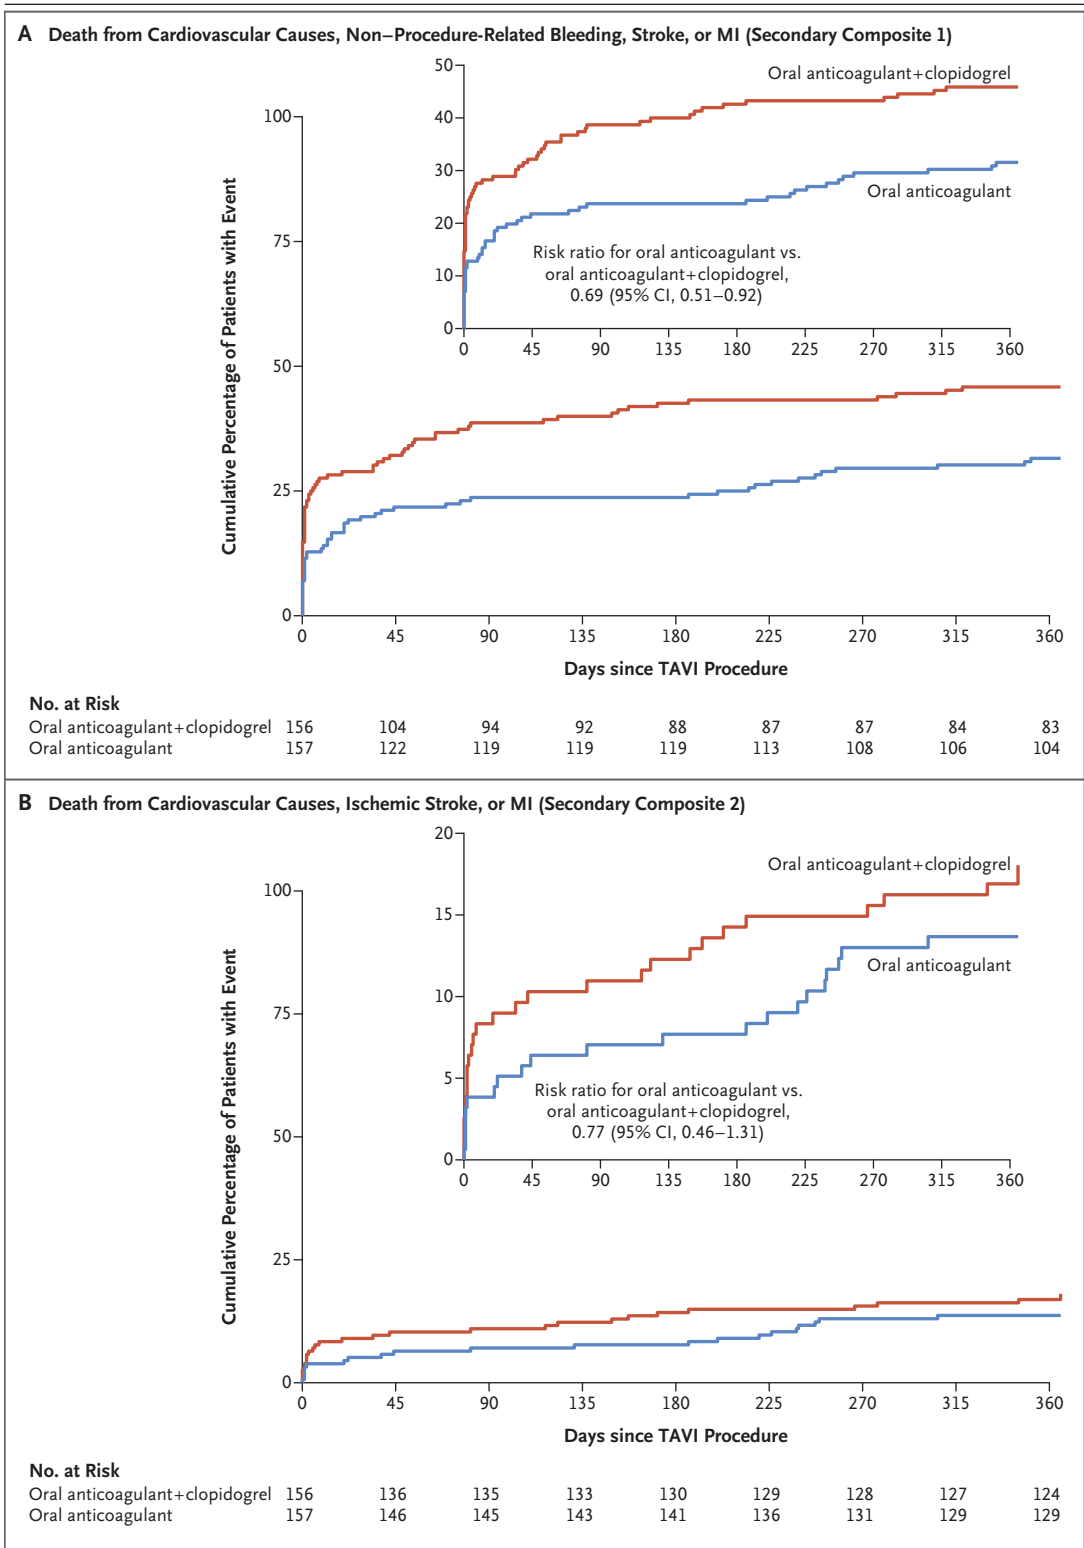 A Death from Cardiovascular Causes, Non–Procedure-Related Bleeding, Stroke, or MI (Secondary Composite 1)
Cumulative Percentage of Patients with Event
100
75
50
25
0
50
40
30
20
10
0
Oral anticoagulant+clopidogrel
Oral anticoagulant
Risk ratio for oral anticoagulant vs.
oral anticoagulant+clopidogrel,
0.69 (95% CI, 0.51–0.92)
0 45 90 135 180 225 270 315 360
0 45 90 135 180 225 270 315 360
Days since TAVI Procedure
No. at Risk
Oral anticoagulant+clopidogrel 156 104 94 92 88 87 87 84 83
Oral anticoagulant 157 122 119 119 119 113 108 106 104
B Death from Cardiovascular Causes, Ischemic Stroke, or MI (Secondary Composite 2)
Cumulative Percentage of Patients with Event
100
75
50
25
0
20
15
10
5
0
Oral anticoagulant+clopidogrel
Oral anticoagulant
Risk ratio for oral anticoagulant vs.
oral anticoagulant+clopidogrel,
0.77 (95% CI, 0.46–1.31)
0 45 90 135 180 225 270 315 360
0 45 90 135 180 225 270 315 360
Days since TAVI Procedure
No. at Risk
Oral anticoagulant+clopidogrel 156 136 135 133 130 129 128 127 124
Oral anticoagulant 157 146 145 143 141 136 131 129 129